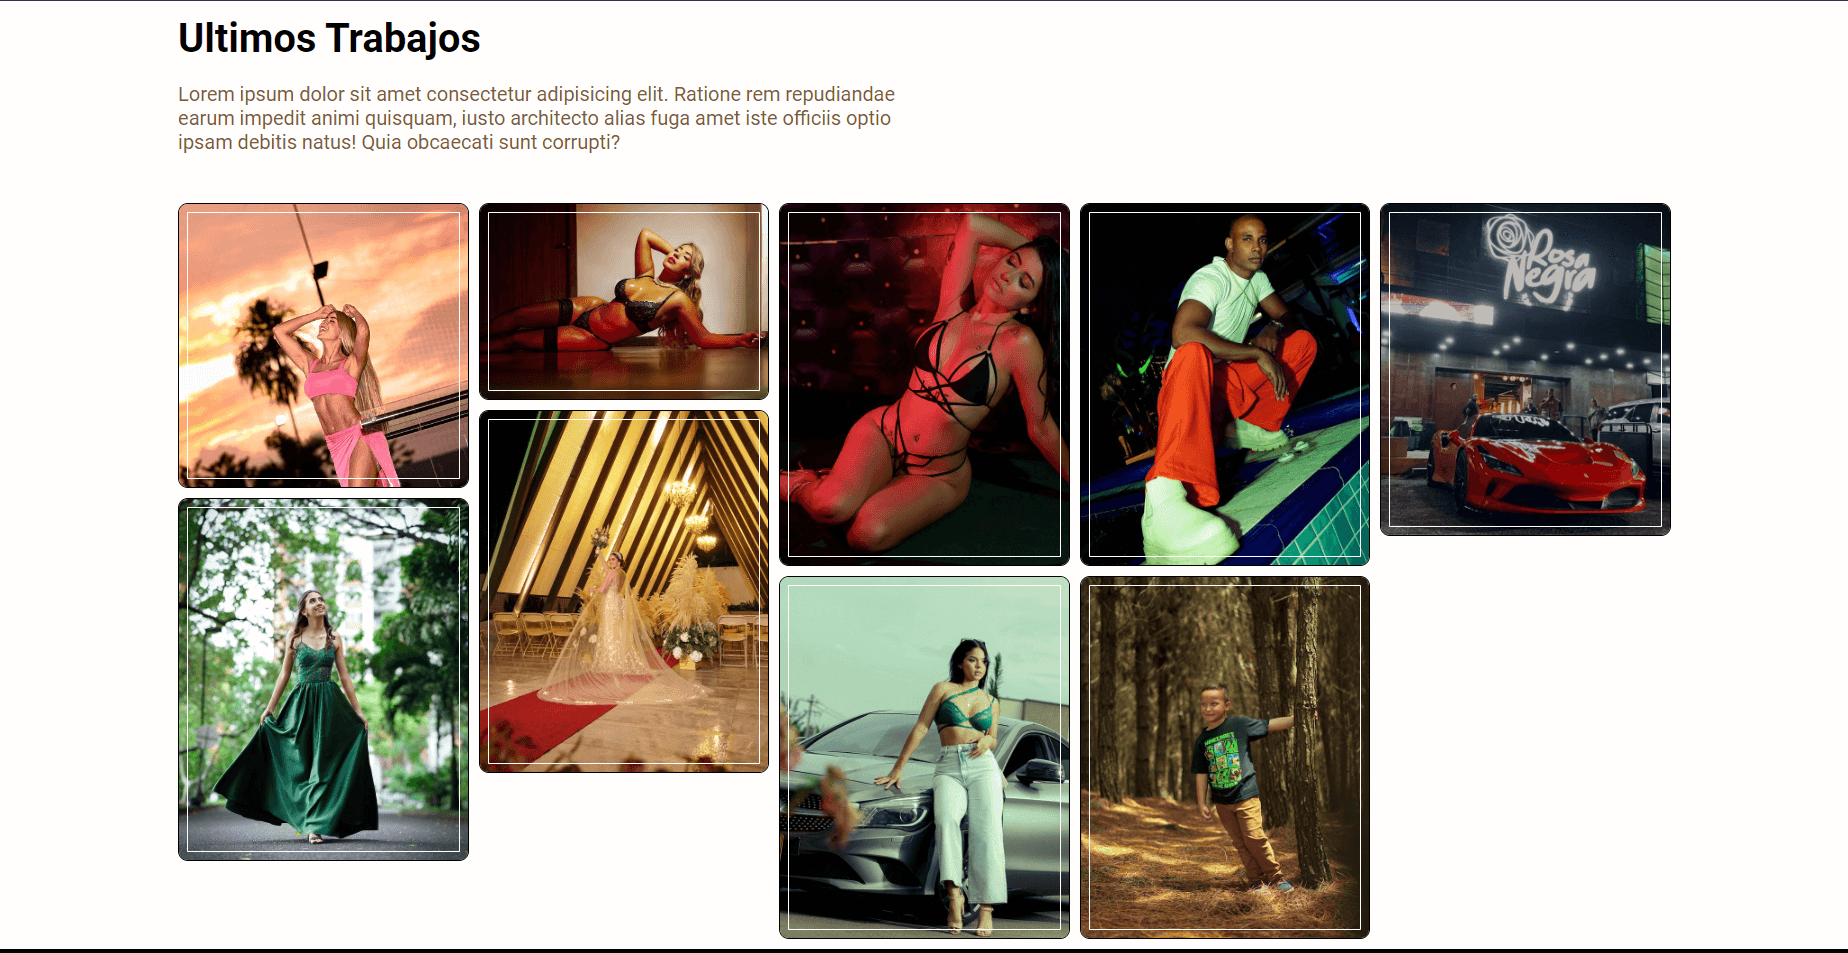 Ultimos Trabajos
Lorem ipsum dolor sit amet consectetur adipisicing elit. Ratione rem repudiandae
earum impedit animi quisquam, iusto architecto alias fuga amet iste officiis optio
ipsam debitis natus! Quia obcaecati sunt corrupti?
Rosa
Negra